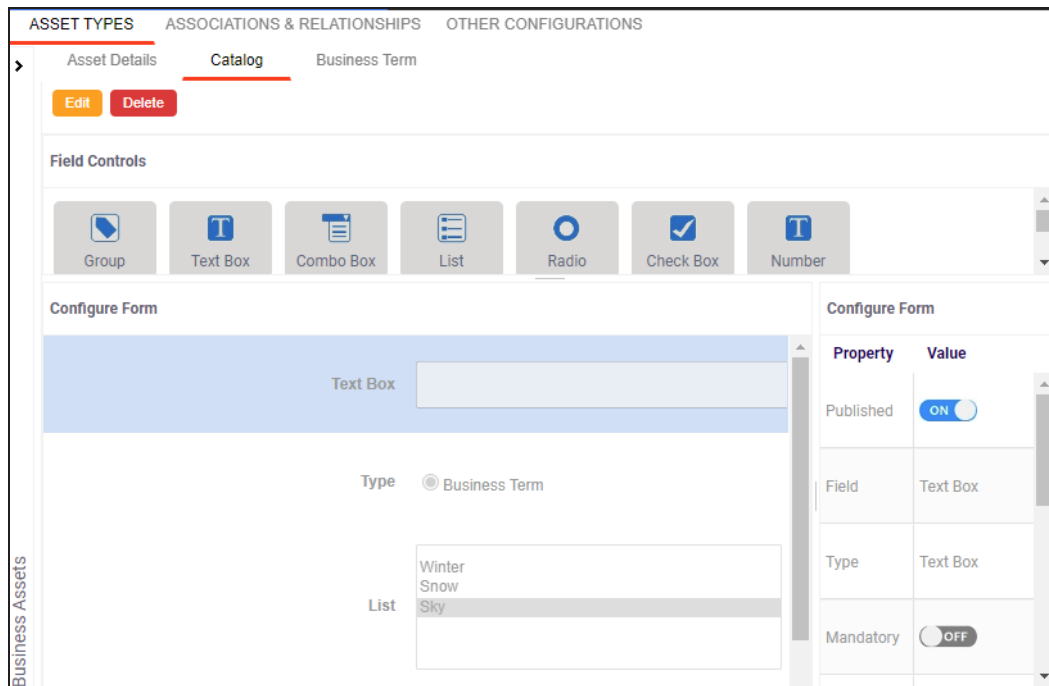 ASSET TYPES ASSOCIATIONS & RELATIONSHIPS OTHER CONFIGURATIONS
Asset Details Catalog Business Term
Edit Delete
Field Controls
Group Text Box Combo Box List Radio Check Box Number
Configure Form
Text Box
Type Business Term
Winter
Snow
List Sky
Configure Form
Property Value
Published ON
Field Text Box
Type Text Box
Mandatory OFF
Business Assets